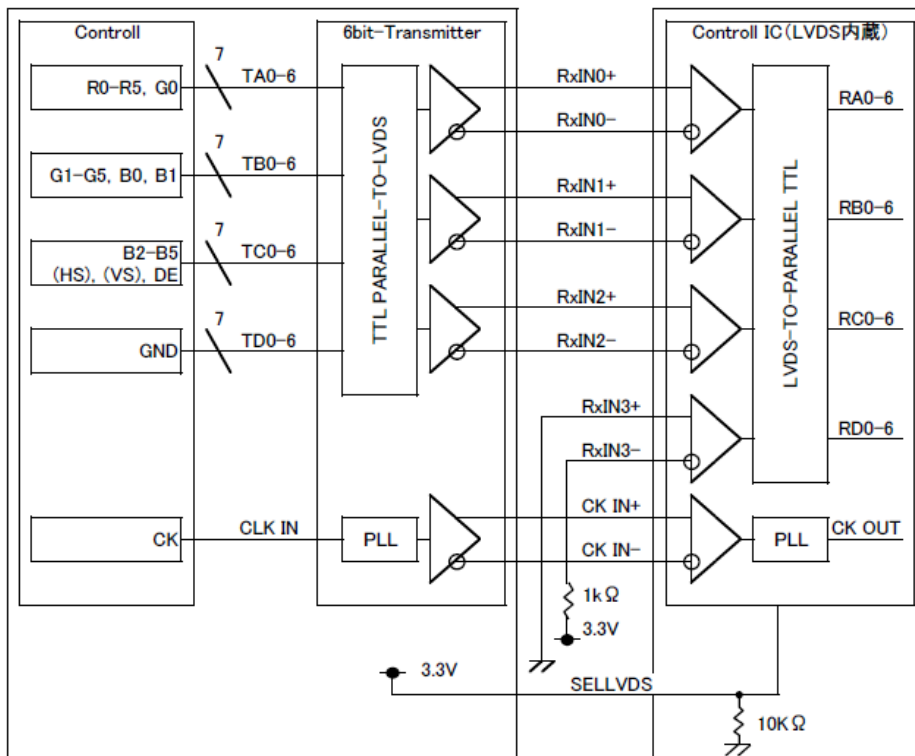 Controll
6bit-Transmitter
Controll IC(LVDS内蔵)
R0-R5, G0
7
TA0-6
G1-G5, B0, B1
7
TB0-6
B2-B5
(HS), (VS), DE
7
TC0-6
GND
7
TD0-6
CK
CLK IN
TTL PARALLEL-TO-LVDS
PLL
RxIN0+
RxIN0-
RxIN1+
RxIN1-
RxIN2+
RxIN2-
RxIN3+
RxIN3-
CK IN+
CK IN-
1kΩ
3.3V
3.3V
SELLVDS
10KΩ
LVDS-TO-PARALLEL TTL
PLL
RA0-6
RB0-6
RC0-6
RD0-6
CK OUT